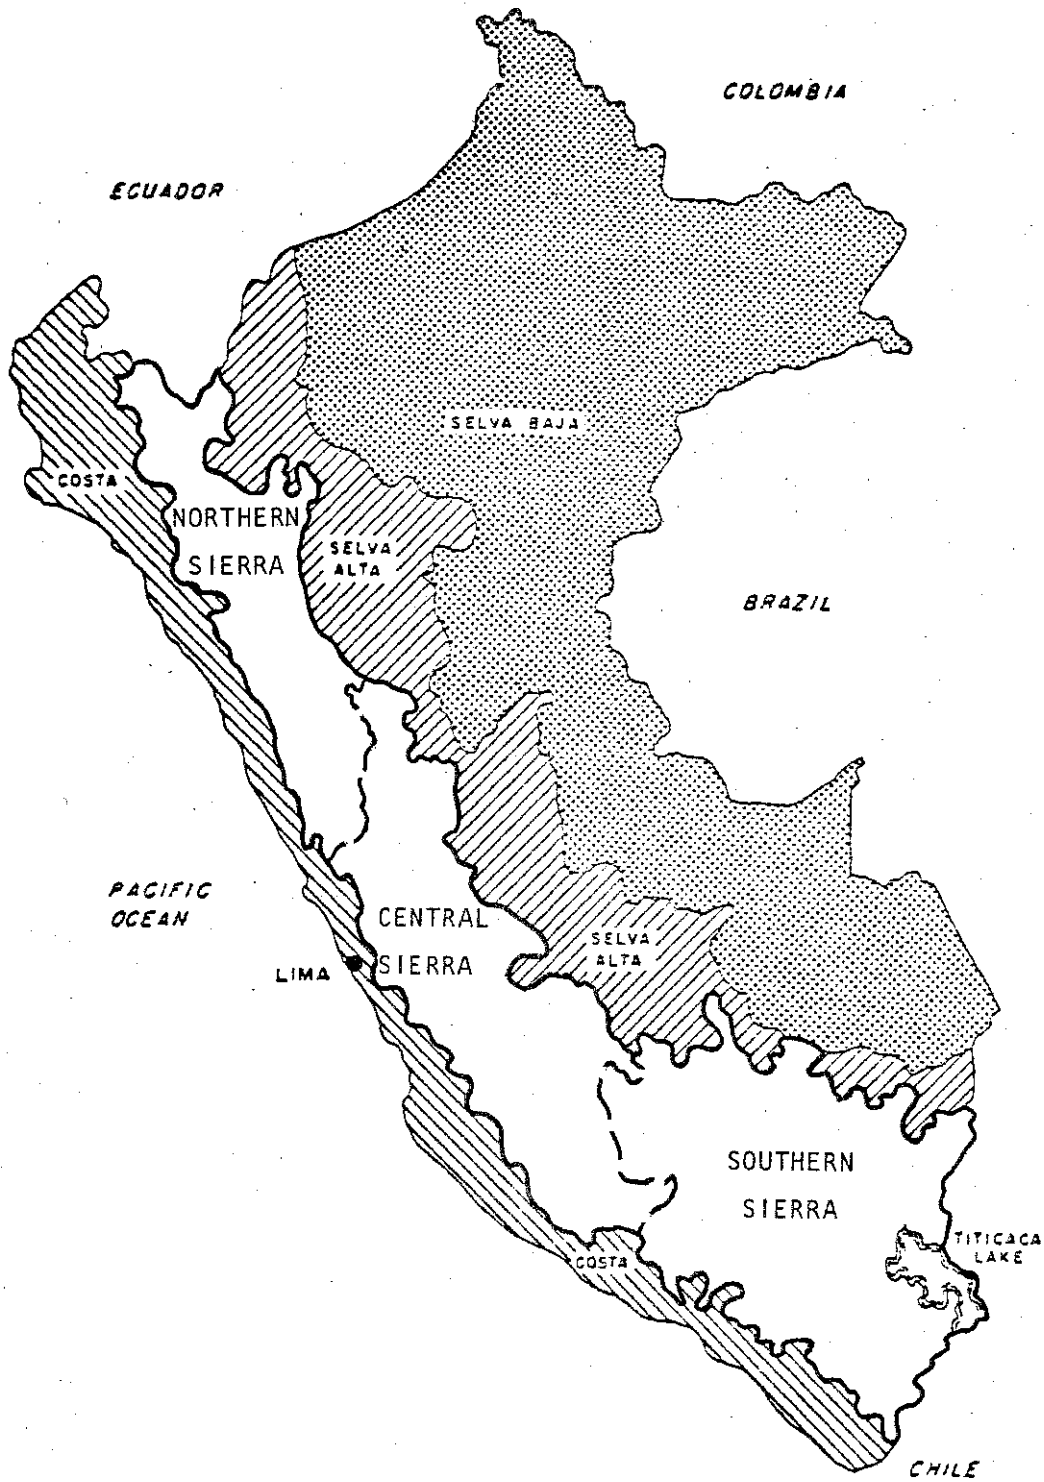 COLOMBIA
ECUADOR
SELVA BAJA
COSTA
NORTHERN
SIERRA
SELVA
ALTA
BRAZIL
PACIFIC
OCEAN
CENTRAL
SIERRA
LIMA
SELVA
ALTA
SOUTHERN
SIERRA
TITICACA
LAKE
COSTA
CHILE